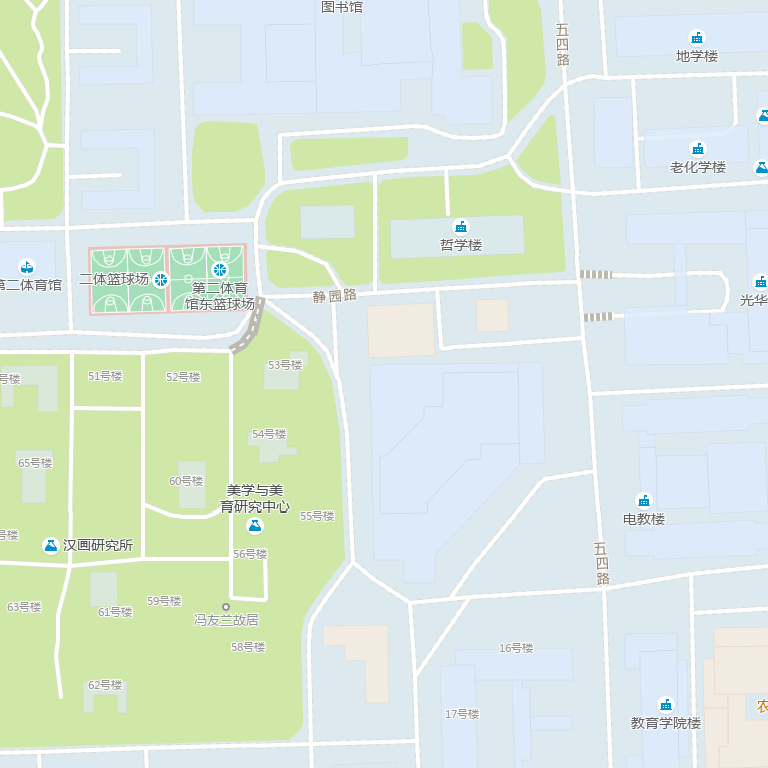 图书馆
五四路
地学楼
老化学楼
哲学楼
第二体育馆
二体篮球场
第二体育
馆东篮球场
静园路
光华
53号楼
51号楼
52号楼
号楼
54号楼
65号楼
60号楼
美学与美
育研究中心
55号楼
电教楼
号楼
汉画研究所
56号楼
五四路
63号楼
61号楼
59号楼
冯友兰故居
58号楼
16号楼
62号楼
17号楼
教育学院楼
农